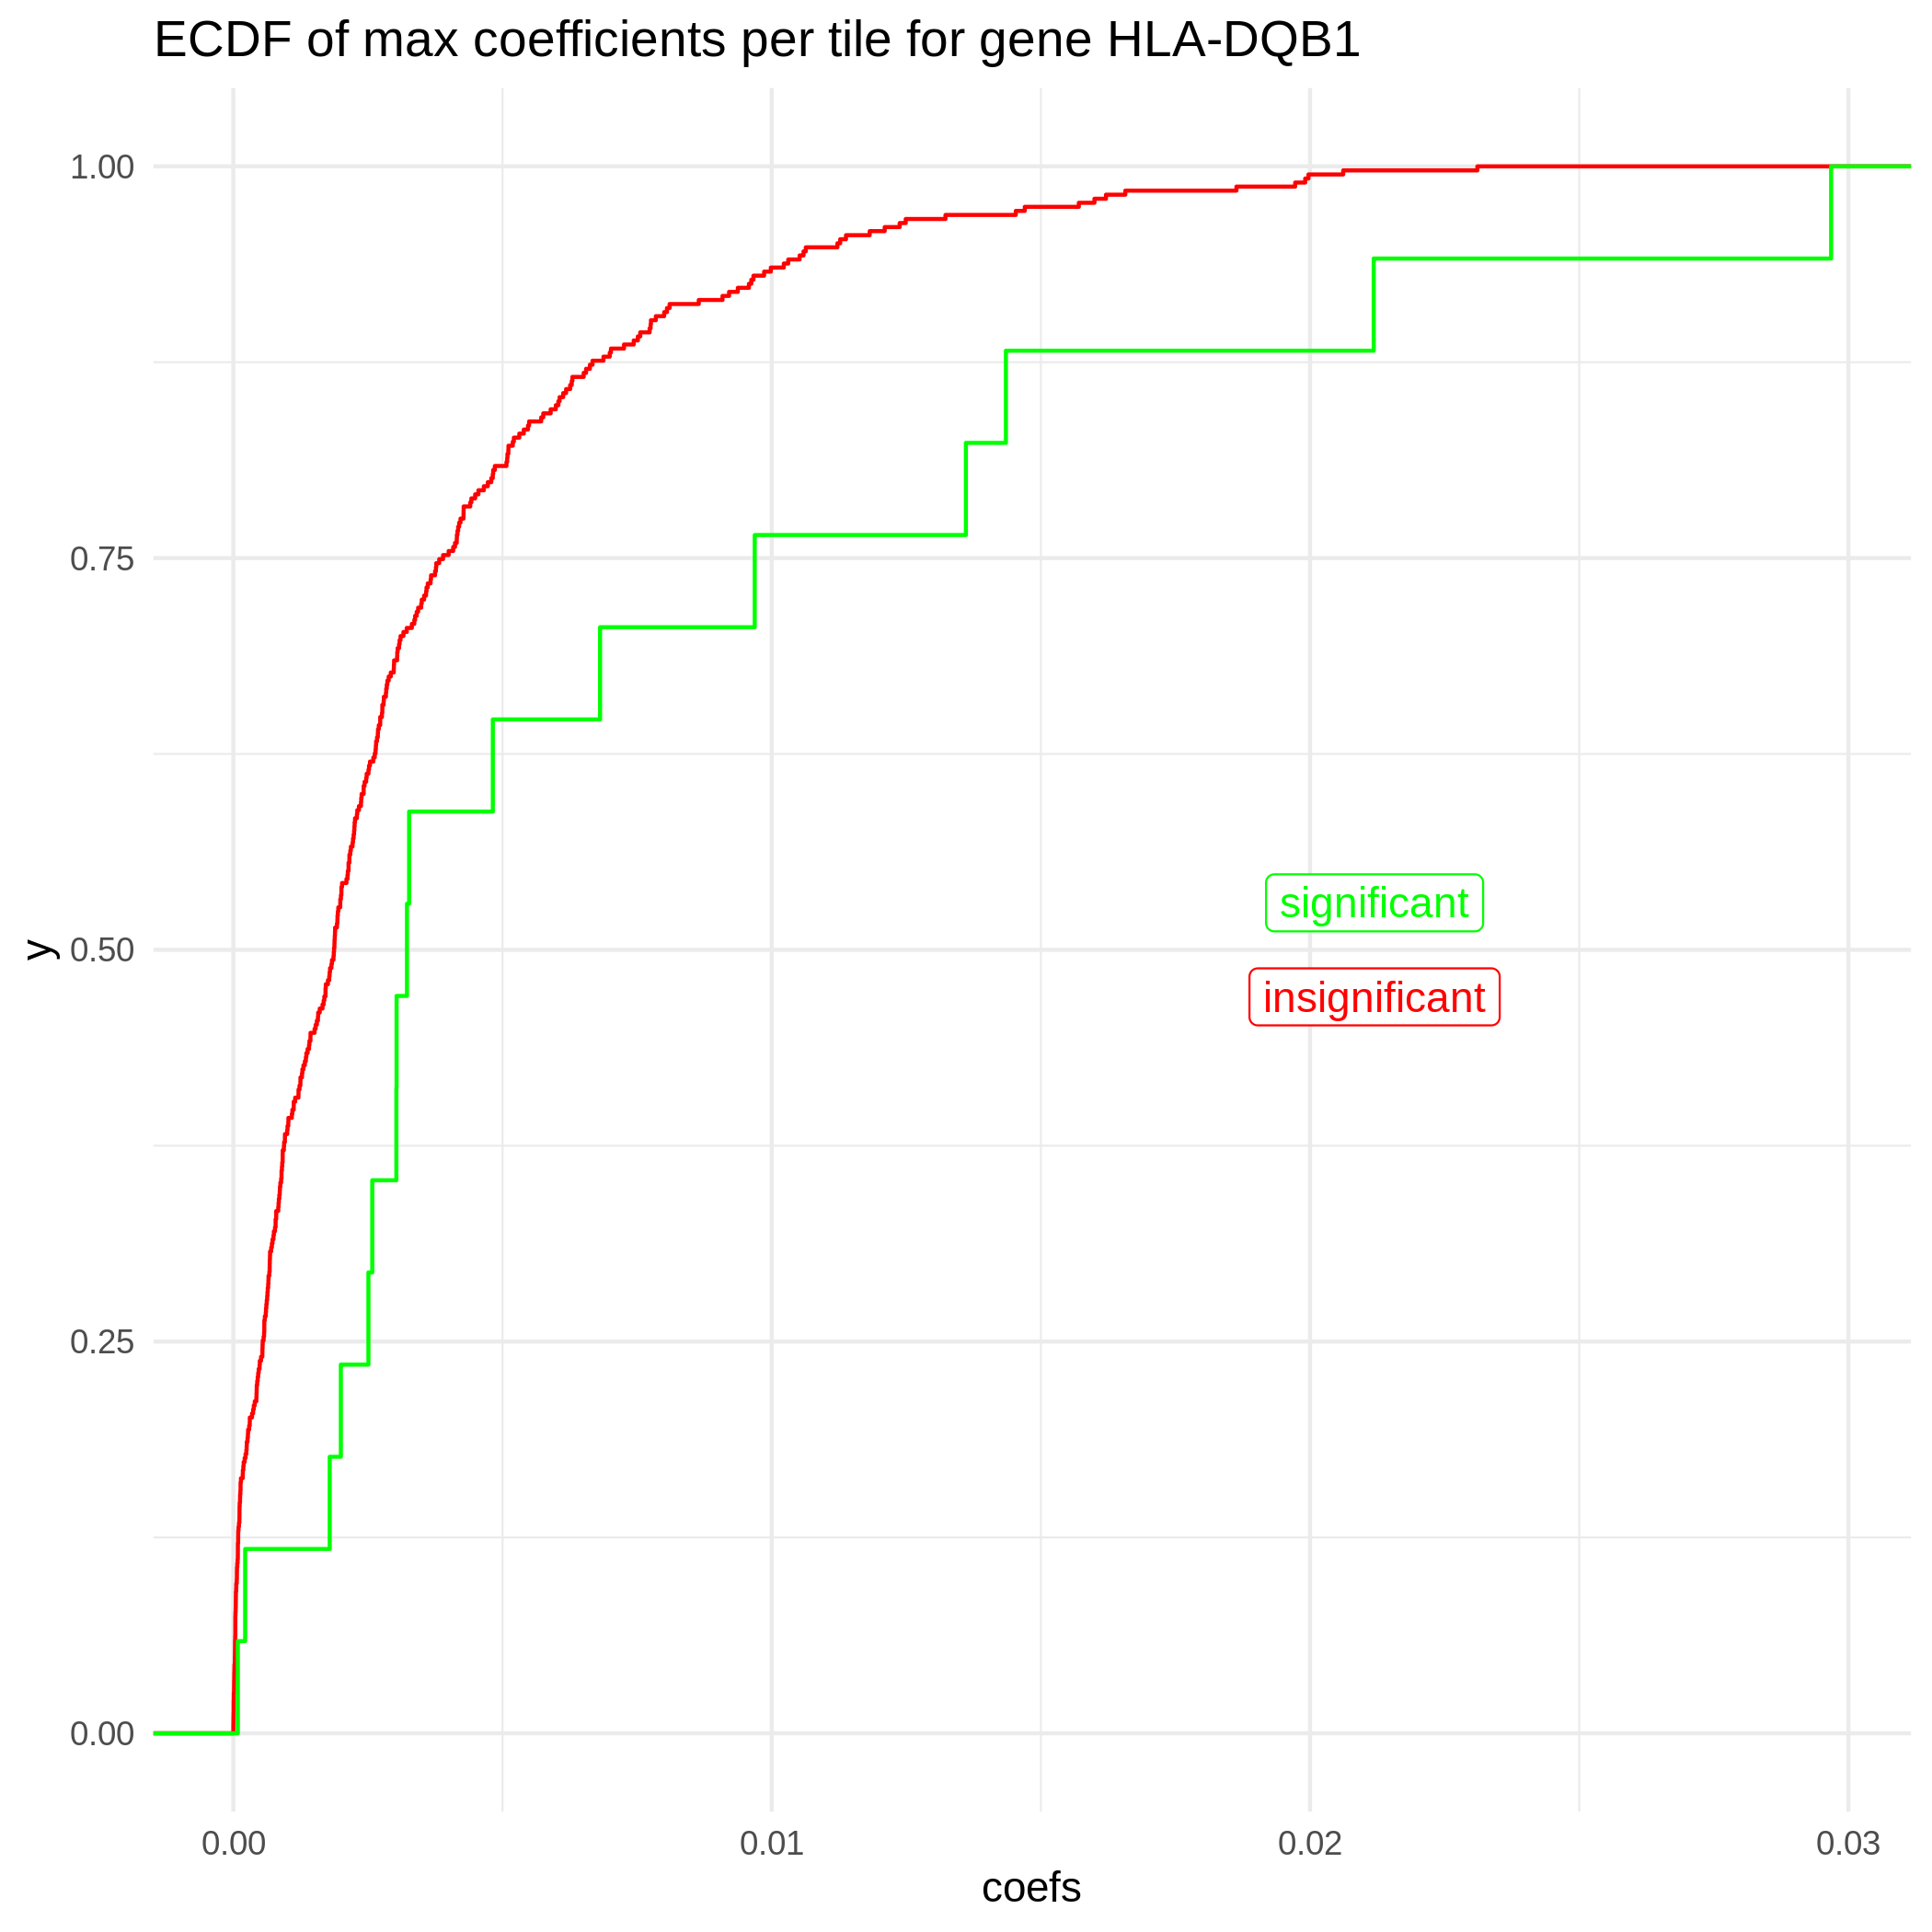 ECDF of max coefficients per tile for gene HLA-DQB1
1.00
0.75
0.50
0.25
0.00
y
significant
insignificant
0.00 0.01 0.02 0.03
coefs